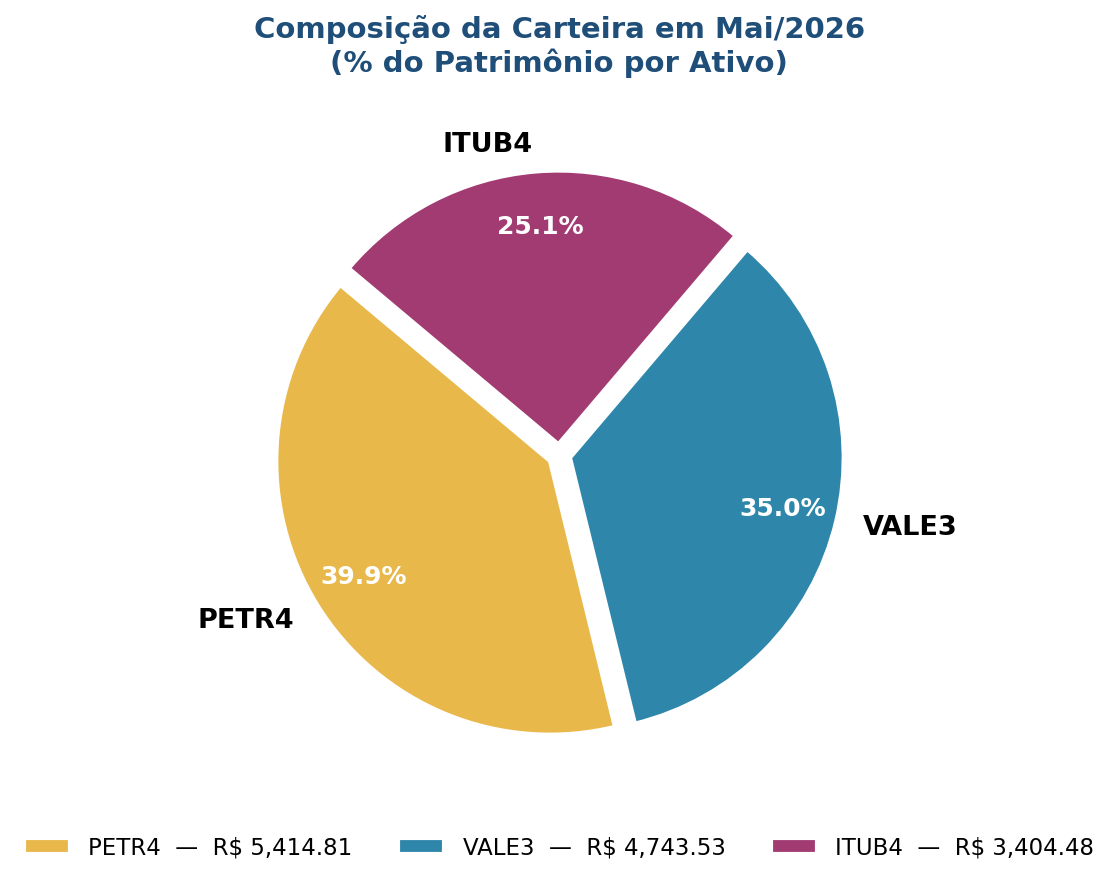 Composição da Carteira em Mai/2026
(% do Patrimônio por Ativo)
ITUB4
25.1%
35.0%
VALE3
39.9%
PETR4
PETR4 — R$ 5,414.81
VALE3 — R$ 4,743.53
ITUB4 — R$ 3,404.48